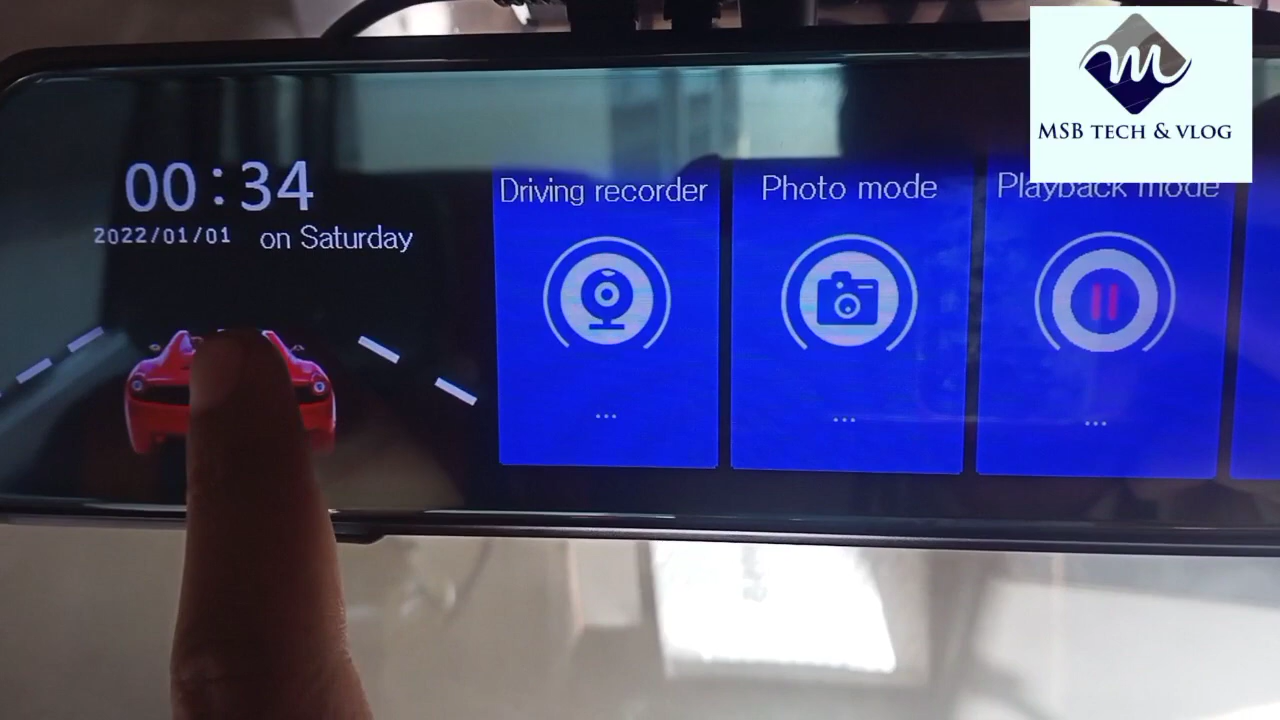 00:34
2022/01/01 on Saturday
Driving recorder
Photo mode
Playback mode
...
...
...
MSB TECH & VLOG